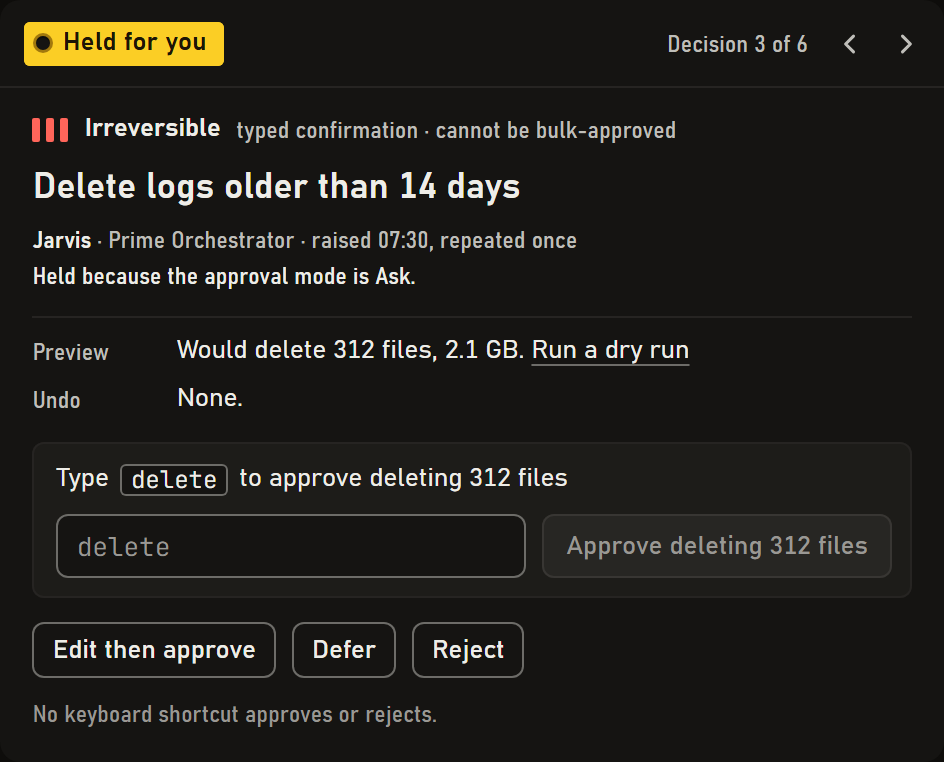 Held for you
Decision 3 of 6
Irreversible typed confirmation · cannot be bulk-approved
Delete logs older than 14 days
Jarvis · Prime Orchestrator · raised 07:30, repeated once
Held because the approval mode is Ask.
Preview Would delete 312 files, 2.1 GB. Run a dry run
Undo None.
Type delete to approve deleting 312 files
delete Approve deleting 312 files
Edit then approve Defer Reject
No keyboard shortcut approves or rejects.